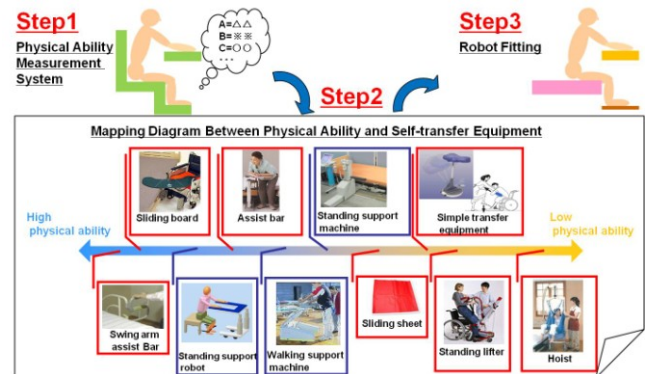 Step1
Physical Ability
Measurement
System
A=△△
B=※※
C=○○
...
Step2
Step3
Robot Fitting
Mapping Diagram Between Physical Ability and Self-transfer Equipment
High
physical ability
Sliding board
Assist bar
Standing support
machine
Simple transfer
equipment
Low
physical ability
Swing arm
assist Bar
Standing support
robot
Walking support
machine
Sliding sheet
Standing lifter
Hoist